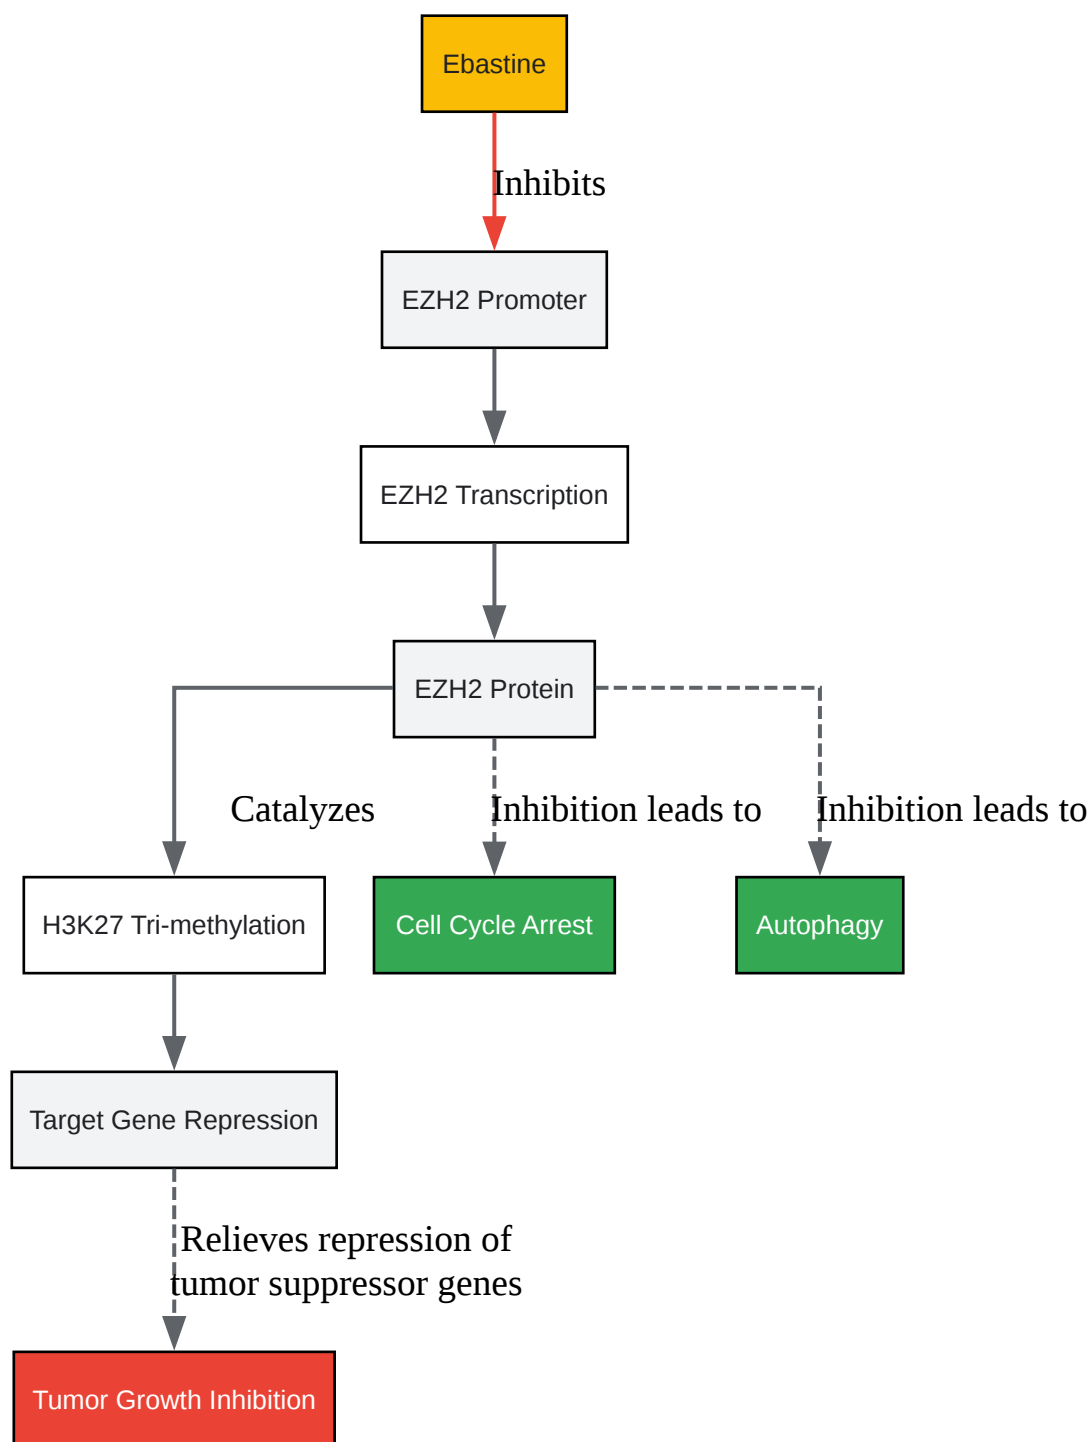 Ebastine
Inhibits
EZH2 Promoter
EZH2 Transcription
EZH2 Protein
Catalyzes
Inhibition leads to
Inhibition leads to
H3K27 Tri-methylation
Cell Cycle Arrest
Autophagy
Target Gene Repression
Relieves repression of
tumor suppressor genes
Tumor Growth Inhibition